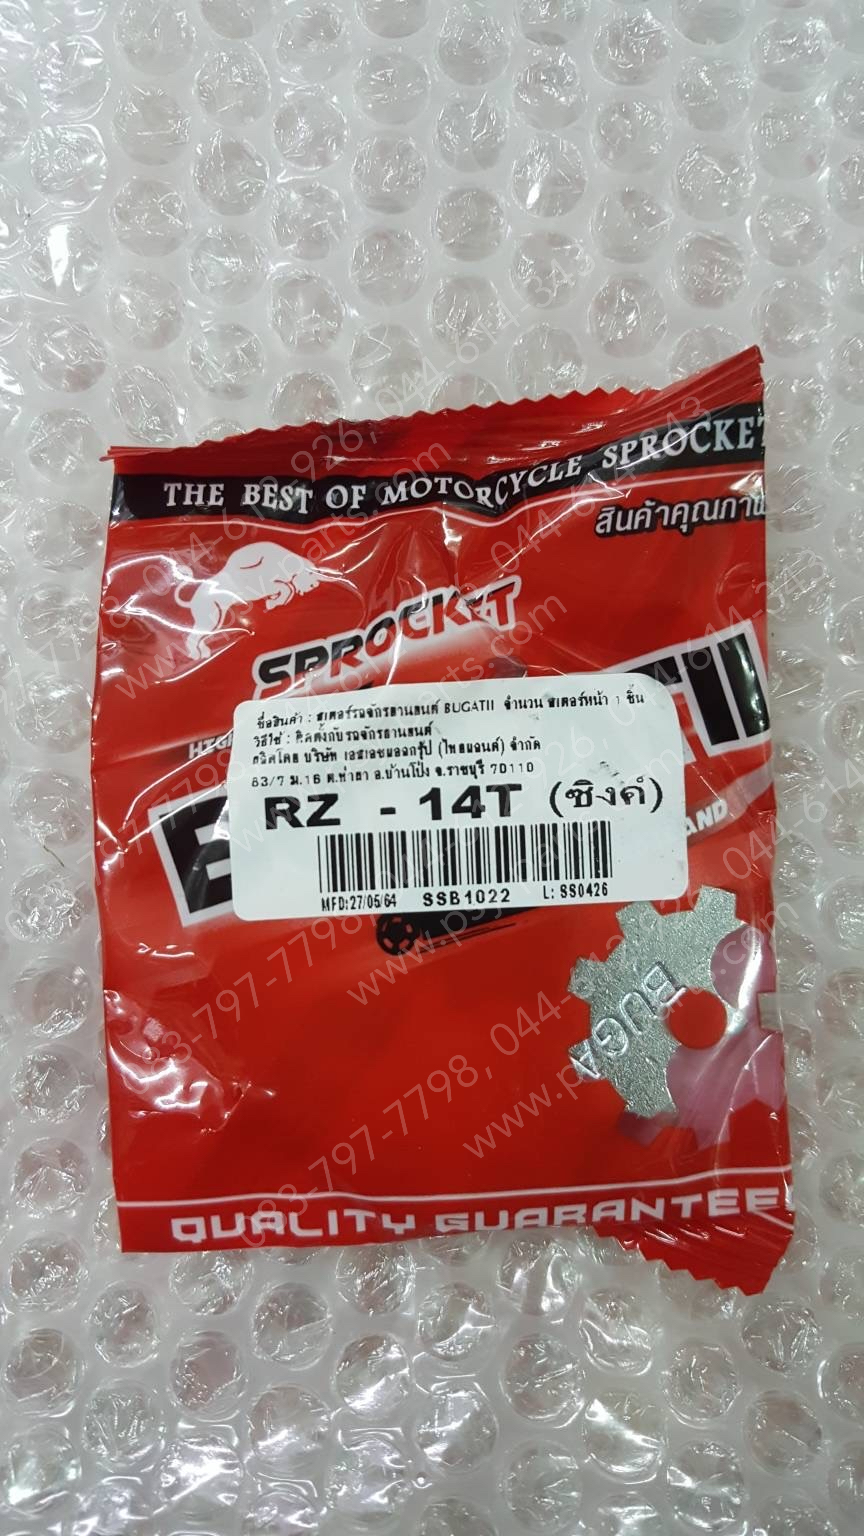 THE BEST OF MOTORCYCLE SPROCKET
สินค้าคุณภาพ
SPROCKET
ชื่อสินค้า : สเตอร์รถจักรยานยนต์ BUGATII จำนวน สเตอร์หน้า 1 ชิ้น
วิธีใช้ : ติดตั้งกับรถจักรยานยนต์
ผลิตโดย บริษัท เอสเอชแอลกรุ๊ป (ไทยแลนด์) จำกัด
83/7 ม.16 ต.ท่าผา อ.บ้านโป่ง จ.ราชบุรี 70110
RZ - 14T (ซิงค์)
MFD:27/05/64 SSB1022 L: SS0426
BUGA
QUALITY GUARANTEE
083-797-7798, 044-612-926, 044-614-343
www.psy-parts.com